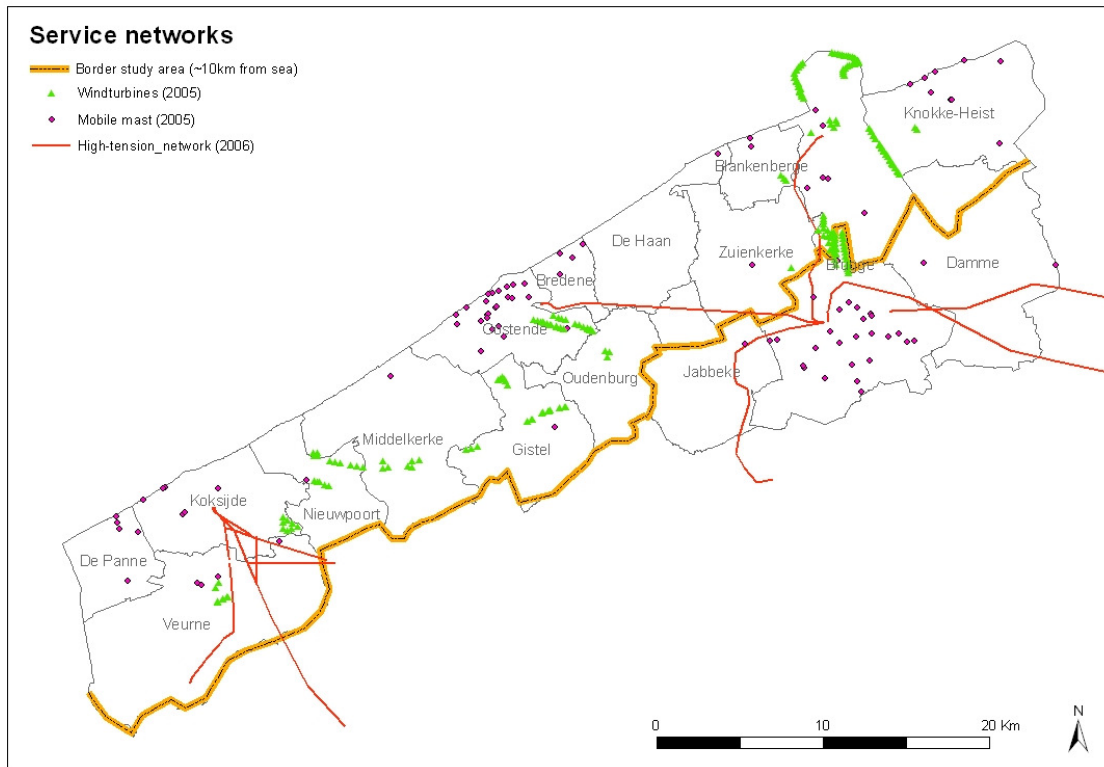 Service networks
Border study area (~10km from sea)
Windturbines (2005)
Mobile mast (2005)
High-tension_network (2006)
Knokke-Heist
Blankenberge
De Haan
Zuienkerke
Brugge
Damme
Bredene
Oostende
Oudenburg
Jabbeke
Middelkerke
Gistel
Koksijde
Nieuwpoort
De Panne
Veurne
0 10 20 Km
N